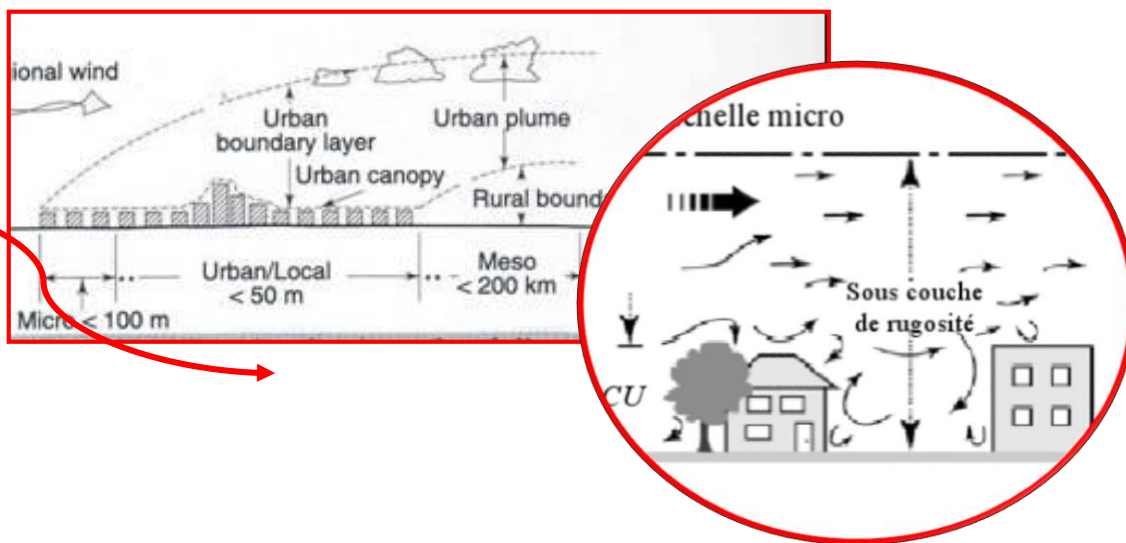 ional wind
Urban
boundary layer
Urban plume
Urban canopy
Rural bound
Urban/Local
< 50 m
Meso
< 200 km
Micro < 100 m
chelle micro
Sous couche
de rugosité
CU